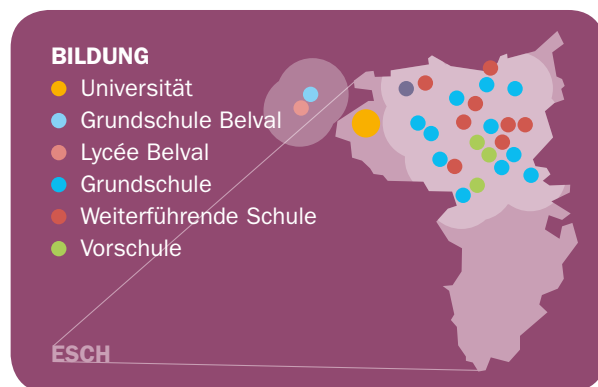 BILDUNG
Universität
Grundschule Belval
Lycée Belval
Grundschule
Weiterführende Schule
Vorschule
ESCH